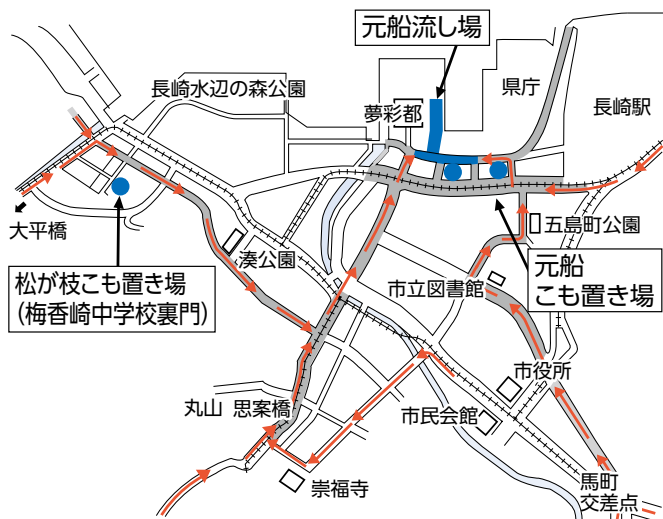 元船流し場
長崎水辺の森公園
夢彩都
県庁
長崎駅
大平橋
松が枝こも置き場
(梅香崎中学校裏門)
湊公園
市立図書館
五島町公園
元船
こも置き場
丸山 思案橋
市民会館
市役所
崇福寺
馬町
交差点